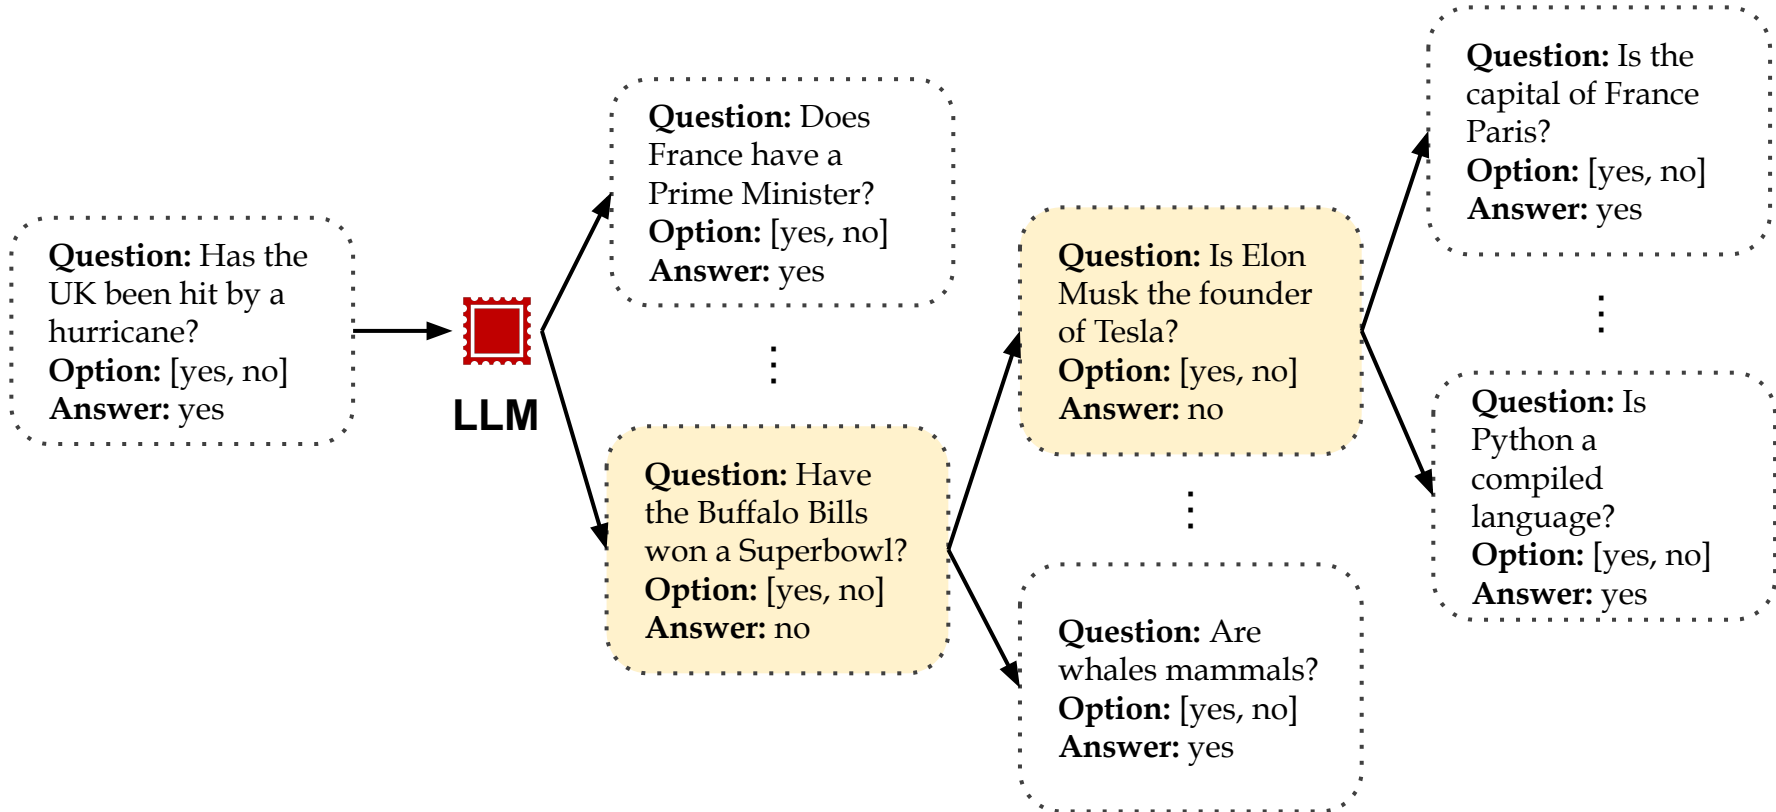 Question: Has the
UK been hit by a
hurricane?
Option: [yes, no]
Answer: yes
LLM
Question: Does
France have a
Prime Minister?
Option: [yes, no]
Answer: yes
Question: Have
the Buffalo Bills
won a Superbowl?
Option: [yes, no]
Answer: no
Question: Is Elon
Musk the founder
of Tesla?
Option: [yes, no]
Answer: no
Question: Are
whales mammals?
Option: [yes, no]
Answer: yes
Question: Is the
capital of France
Paris?
Option: [yes, no]
Answer: yes
Question: Is
Python a
compiled
language?
Option: [yes, no]
Answer: yes